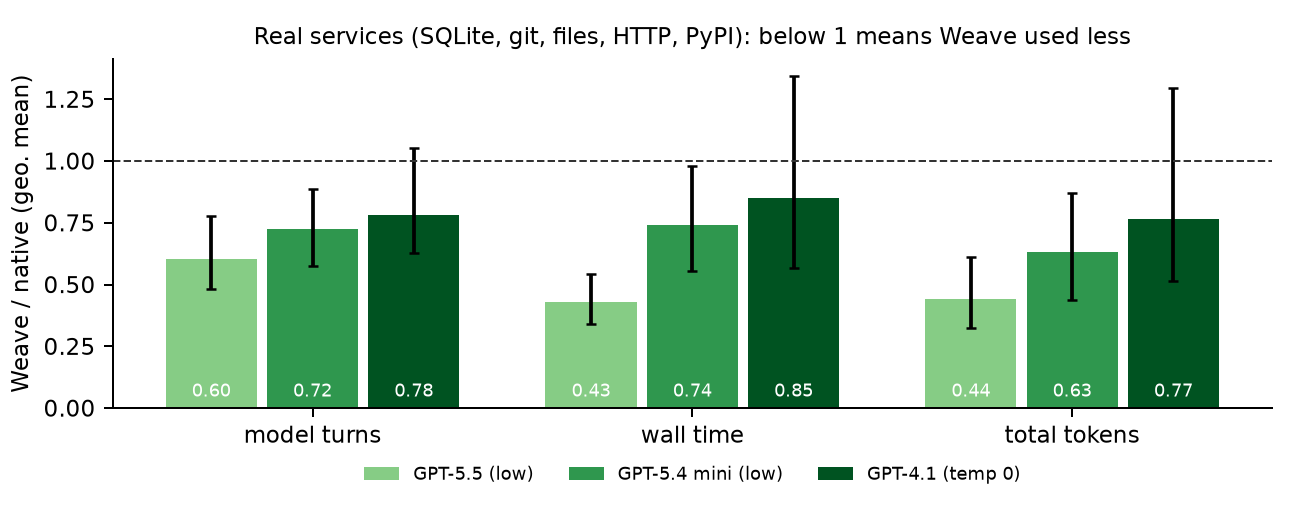 Real services (SQLite, git, files, HTTP, PyPI): below 1 means Weave used less
Weave / native (geo. mean)
1.25
1.00
0.75
0.50
0.25
0.00
0.60 0.72 0.78 0.43 0.74 0.85 0.44 0.63 0.77
model turns wall time total tokens
GPT-5.5 (low) GPT-5.4 mini (low) GPT-4.1 (temp 0)